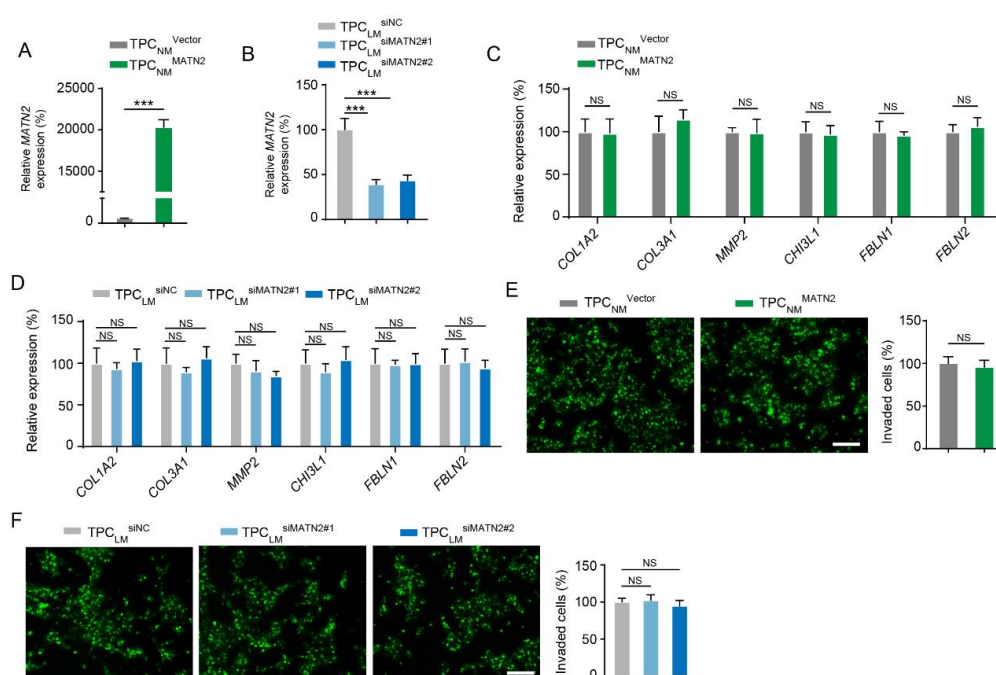 A
TPC_NM^Vector
TPC_NM^MATN2
Relative MATN2
expression (%)
25000
20000
15000
0
***
B
TPC_LM^siNC
TPC_LM^siMATN2#1
TPC_LM^siMATN2#2
Relative MATN2
expression (%)
150
100
50
0
***
***
C
TPC_NM^Vector
TPC_NM^MATN2
Relative expression (%)
150
100
50
0
NS NS NS NS NS NS
COL1A2 COL3A1 MMP2 CHI3L1 FBLN1 FBLN2
D
TPC_LM^siNC TPC_LM^siMATN2#1 TPC_LM^siMATN2#2
Relative expression (%)
150
100
50
0
NS NS NS NS NS NS
NS NS NS NS NS NS
COL1A2 COL3A1 MMP2 CHI3L1 FBLN1 FBLN2
E
TPC_NM^Vector TPC_NM^MATN2
Invaded cells (%)
150
100
50
0
NS
F
TPC_LM^siNC TPC_LM^siMATN2#1 TPC_LM^siMATN2#2
Invaded cells (%)
150
100
50
0
NS
NS